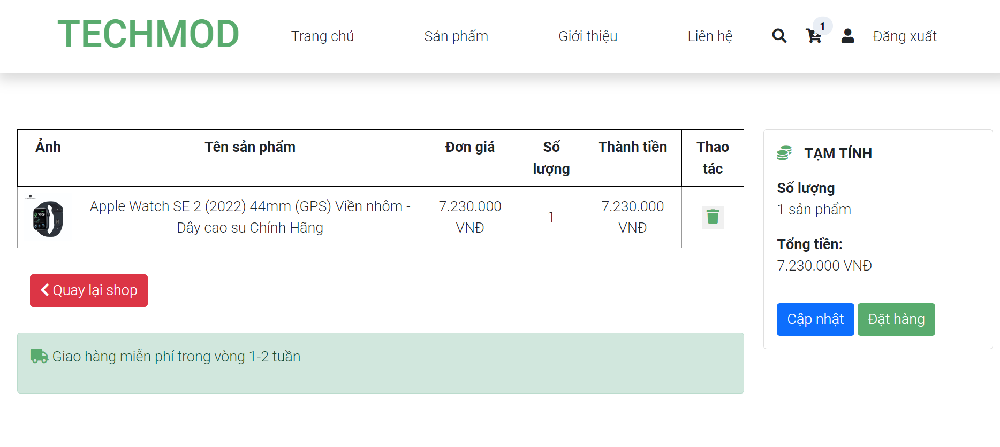 TECHMOD
Trang chủ
Sản phẩm
Giới thiệu
Liên hệ
1
Đăng xuất
Ảnh
Tên sản phẩm
Đơn giá
Số
lượng
Thành tiền
Thao
tác
Apple Watch SE 2 (2022) 44mm (GPS) Viền nhôm -
Dây cao su Chính Hãng
7.230.000
VNĐ
1
7.230.000
VNĐ
Quay lại shop
Giao hàng miễn phí trong vòng 1-2 tuần
TẠM TÍNH
Số lượng
1 sản phẩm
Tổng tiền:
7.230.000 VNĐ
Cập nhật
Đặt hàng